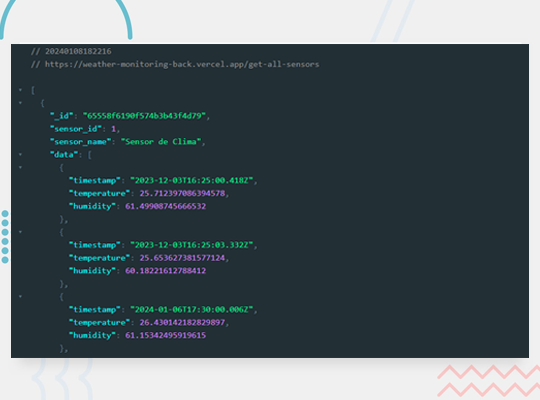 // 20240108182216
// https://weather-monitoring-back.vercel.app/get-all-sensors
[
{
"_id": "65558f6190f574b3b43f4d79",
"sensor_id": 1,
"sensor_name": "Sensor de Clima",
"data": [
{
"timestamp": "2023-12-03T16:25:00.418Z",
"temperature": 25.712397086394578,
"humidity": 61.49908745666532
},
{
"timestamp": "2023-12-03T16:25:03.332Z",
"temperature": 25.653627381577124,
"humidity": 60.18221612788412
},
{
"timestamp": "2024-01-06T17:30:00.006Z",
"temperature": 26.430142182829897,
"humidity": 61.15342495919615
},